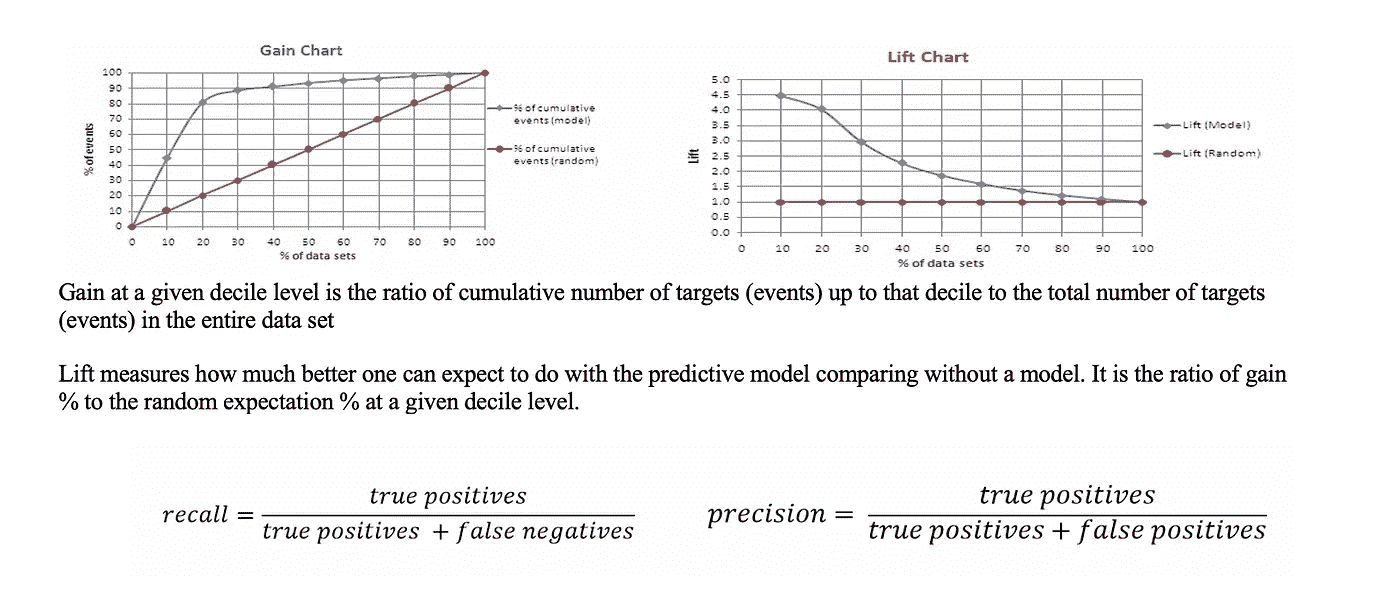 Gain Chart
100
90
80
70
60
50
40
30
20
10
0
% of events
0 10 20 30 40 50 60 70 80 90 100
% of data sets
% of cumulative
events (model)
% of cumulative
events (random)
Lift Chart
5.0
4.5
4.0
3.5
3.0
2.5
2.0
1.5
1.0
0.5
0.0
Lift
0 10 20 30 40 50 60 70 80 90 100
% of data sets
Lift (Model)
Lift (Random)
Gain at a given decile level is the ratio of cumulative number of targets (events) up to that decile to the total number of targets
(events) in the entire data set
Lift measures how much better one can expect to do with the predictive model comparing without a model. It is the ratio of gain
% to the random expectation % at a given decile level.
recall = true positives / true positives + false negatives
precision = true positives / true positives + false positives